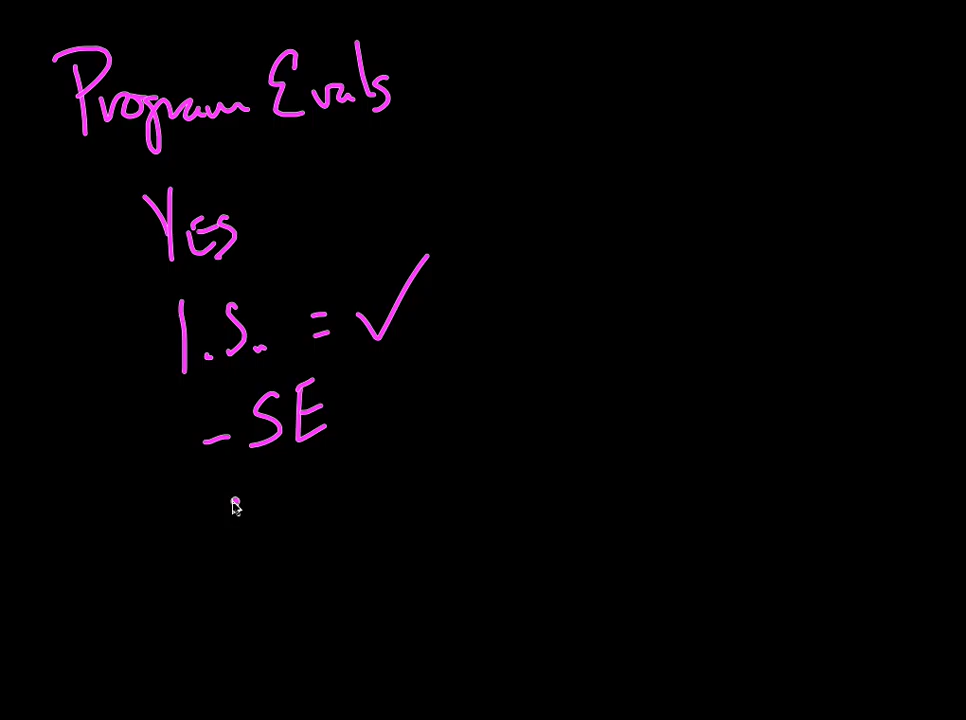 Program Evals
Yes
I.S. = ✓
- SE